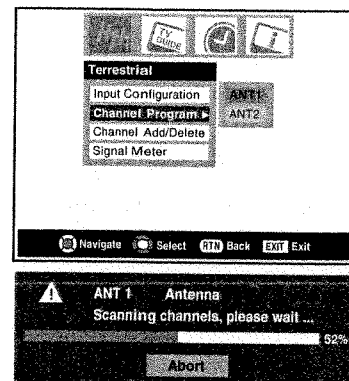 TV
GUIDE
i
Terrestrial
Input Configuration
Channel Program
ANT1
Channel Add/Delete
ANT2
Signal Meter
Navigate Select RTN Back EXIT Exit
! ANT 1 Antenna
Scanning channels, please wait ...
52%
Abort